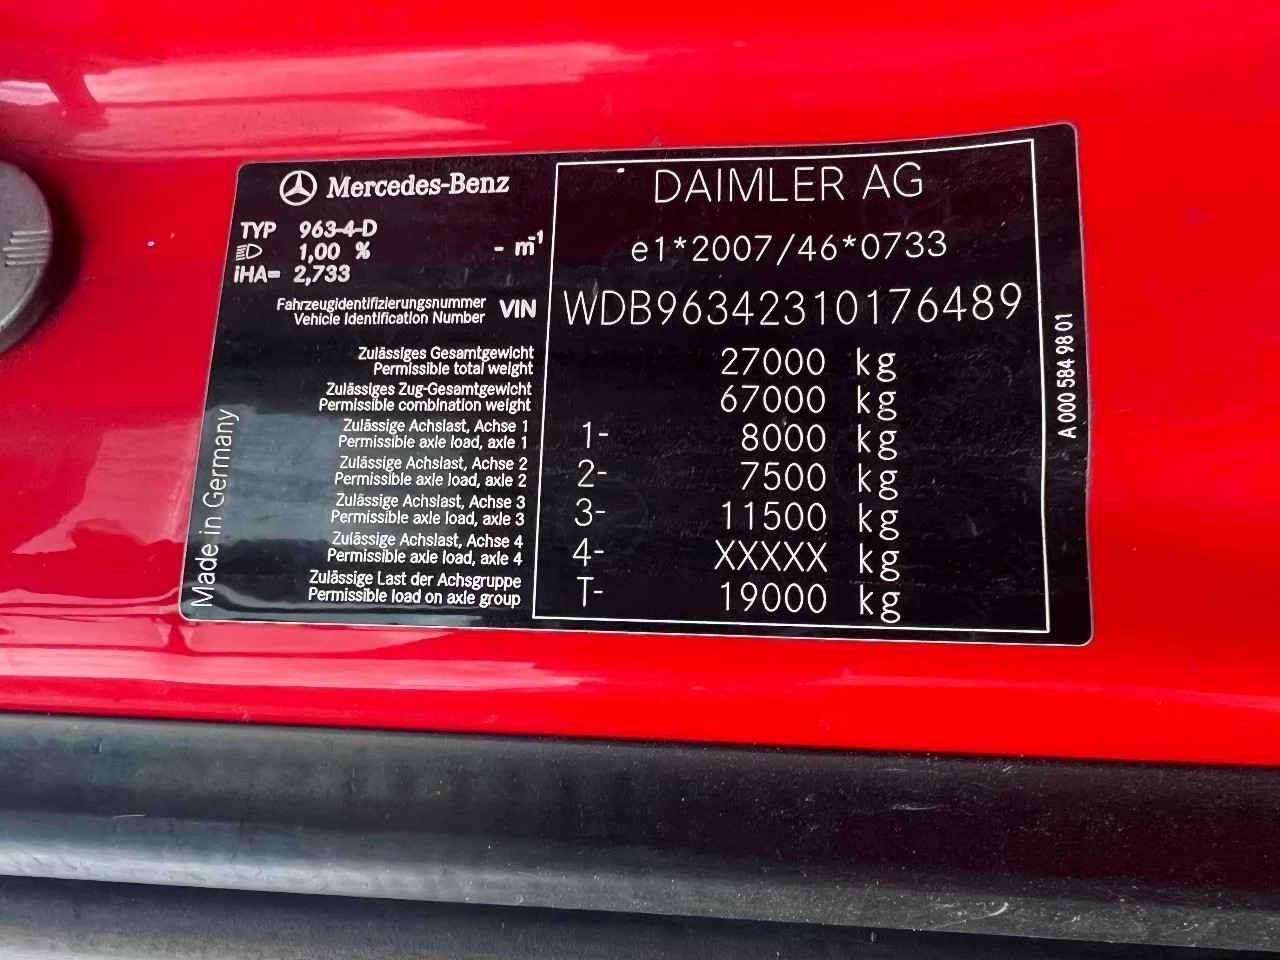 Mercedes-Benz
TYP 963-4-D
1,00 % - m⁻¹
iHA= 2,733
DAIMLER AG
e1*2007/46*0733
Fahrzeugidentifizierungsnummer
Vehicle Identification Number VIN WDB96342310176489
Zulässiges Gesamtgewicht
Permissible total weight 27000 kg
Zulässiges Zug-Gesamtgewicht
Permissible combination weight 67000 kg
Zulässige Achslast, Achse 1
Permissible axle load, axle 1 1- 8000 kg
Zulässige Achslast, Achse 2
Permissible axle load, axle 2 2- 7500 kg
Zulässige Achslast, Achse 3
Permissible axle load, axle 3 3- 11500 kg
Zulässige Achslast, Achse 4
Permissible axle load, axle 4 4- XXXXX kg
Zulässige Last der Achsgruppe
Permissible load on axle group T- 19000 kg
Made in Germany
A 000 584 98 01